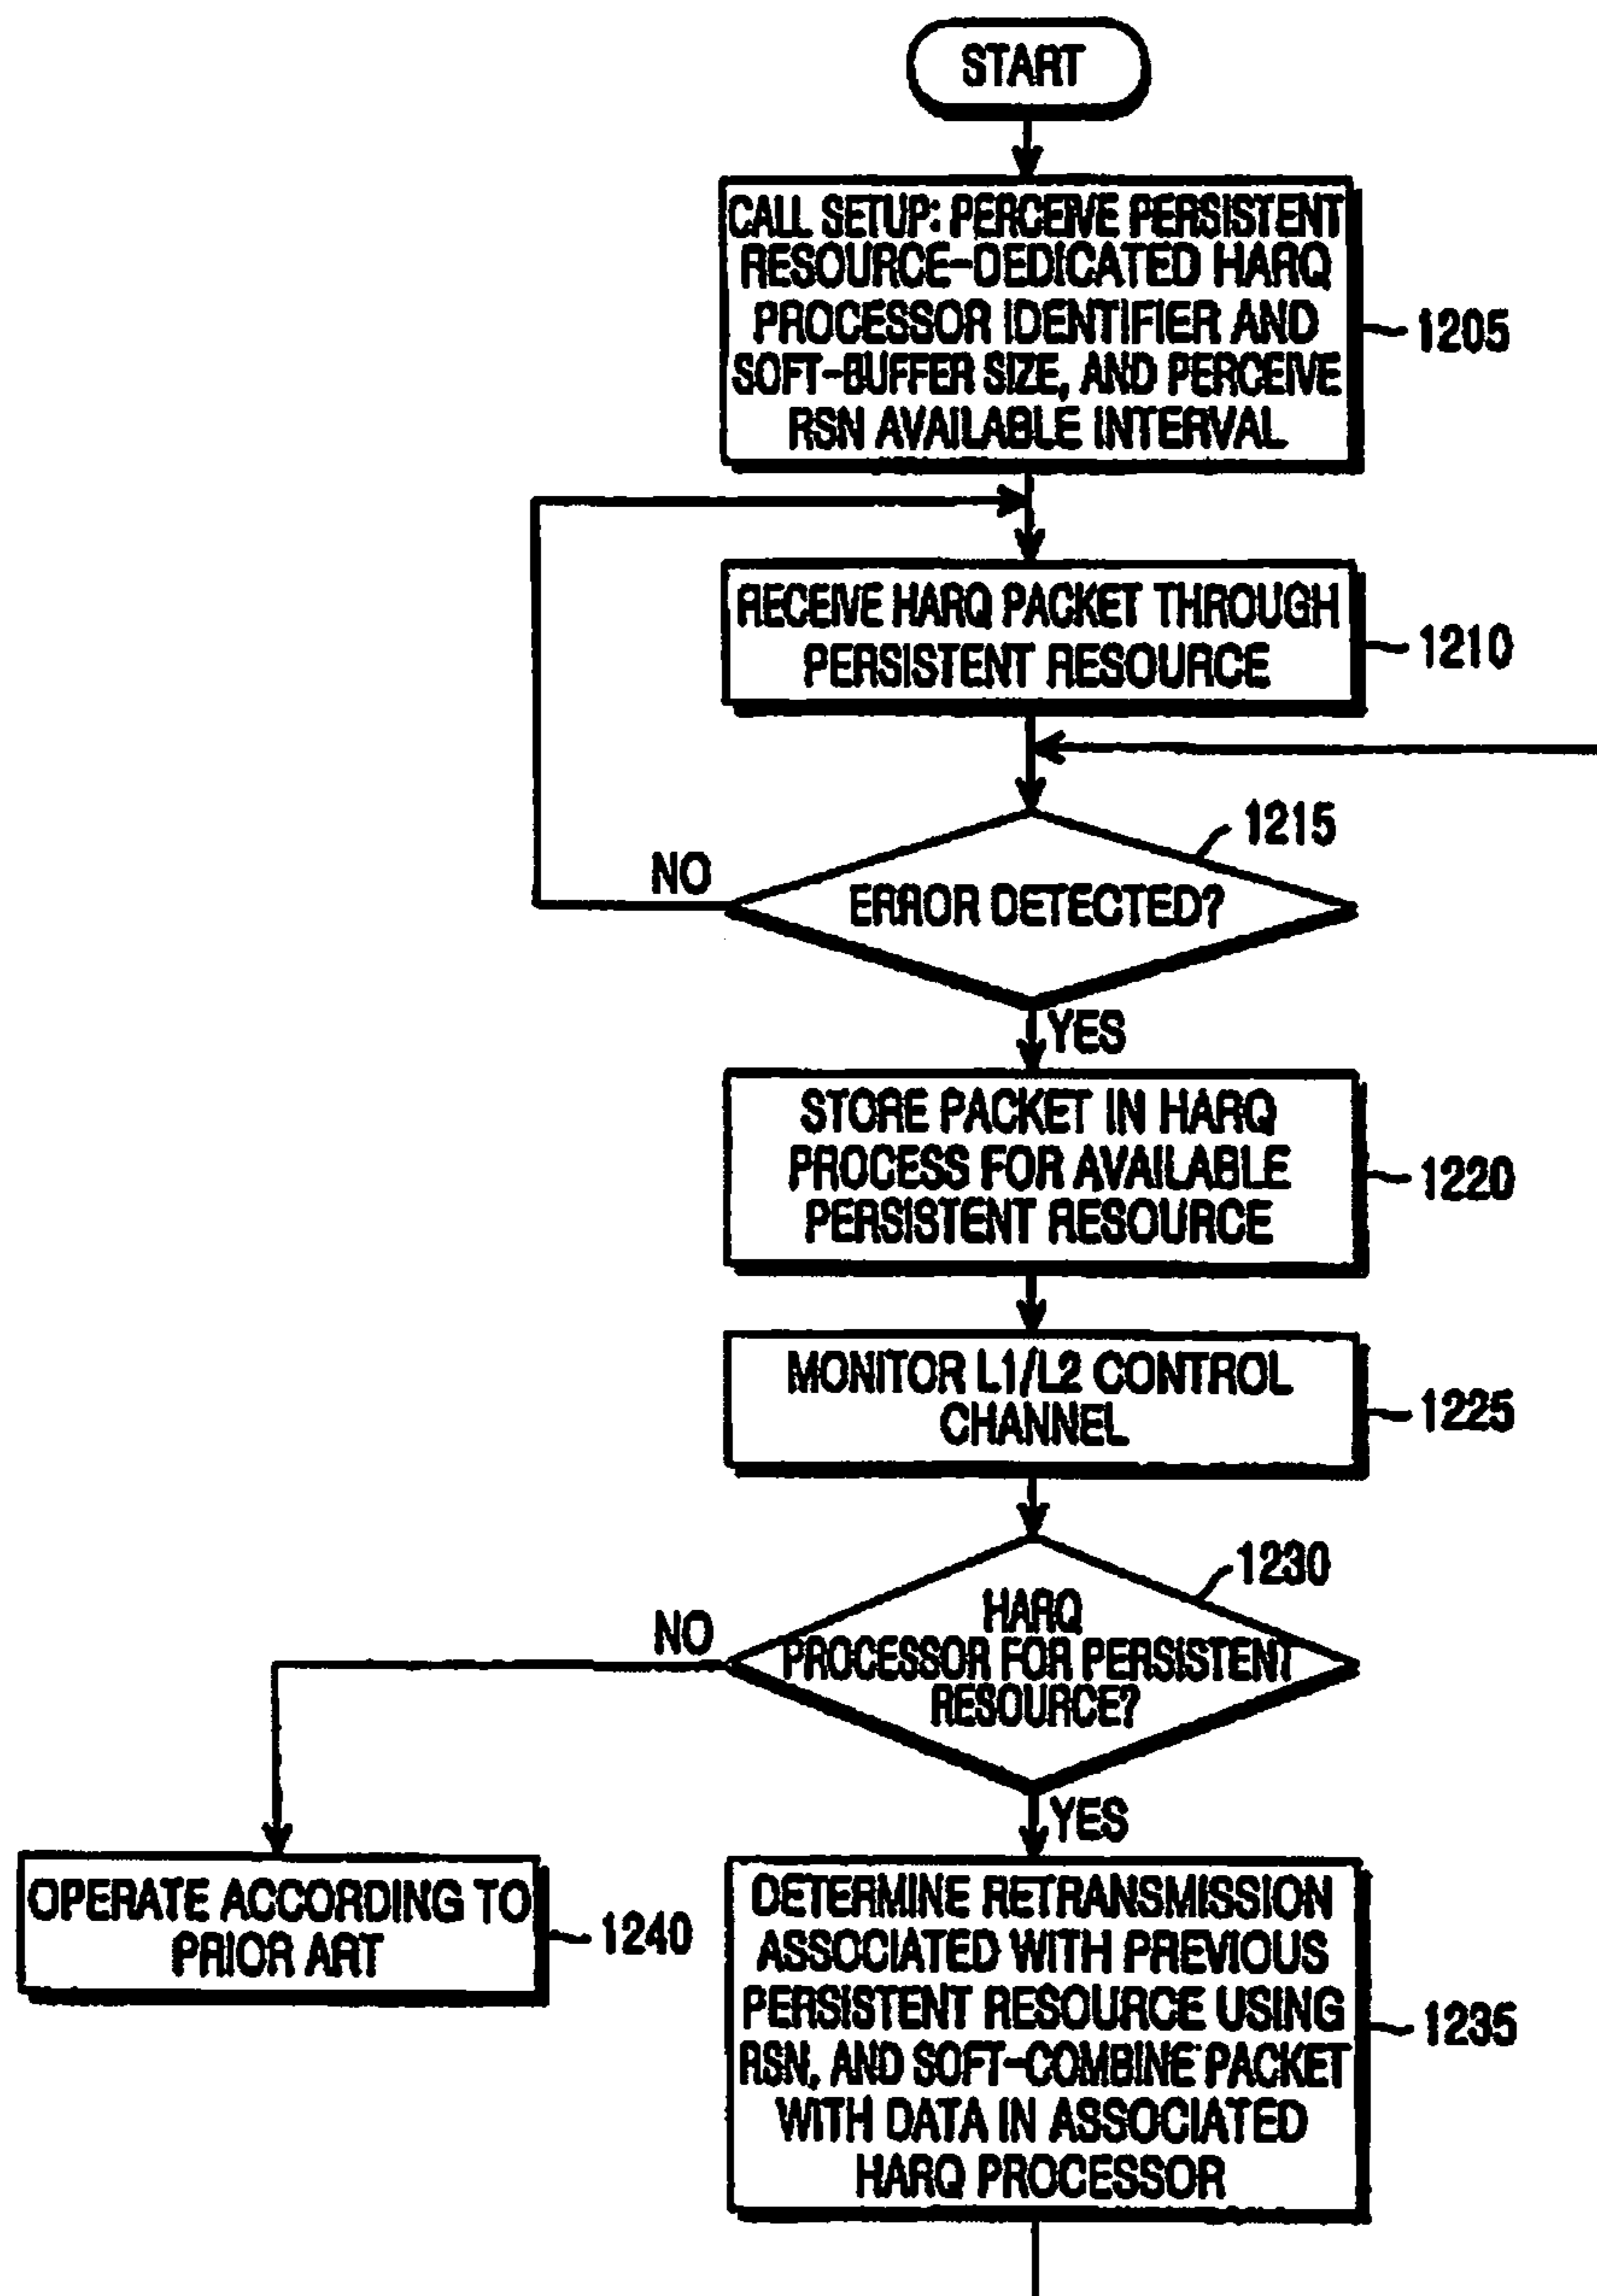 START
CALL SETUP: PERCEIVE PERSISTENT
RESOURCE-DEDICATED HARQ
PROCESSOR IDENTIFIER AND
SOFT-BUFFER SIZE, AND PERCEIVE
RSN AVAILABLE INTERVAL
1205
RECEIVE HARQ PACKET THROUGH
PERSISTENT RESOURCE
1210
1215
NO
ERROR DETECTED?
YES
STORE PACKET IN HARQ
PROCESS FOR AVAILABLE
PERSISTENT RESOURCE
1220
MONITOR L1/L2 CONTROL
CHANNEL
1225
1230
NO
HARQ
PROCESSOR FOR PERSISTENT
RESOURCE?
YES
OPERATE ACCORDING TO
PRIOR ART
1240
DETERMINE RETRANSMISSION
ASSOCIATED WITH PREVIOUS
PERSISTENT RESOURCE USING
RSN, AND SOFT-COMBINE PACKET
WITH DATA IN ASSOCIATED
HARQ PROCESSOR
1235